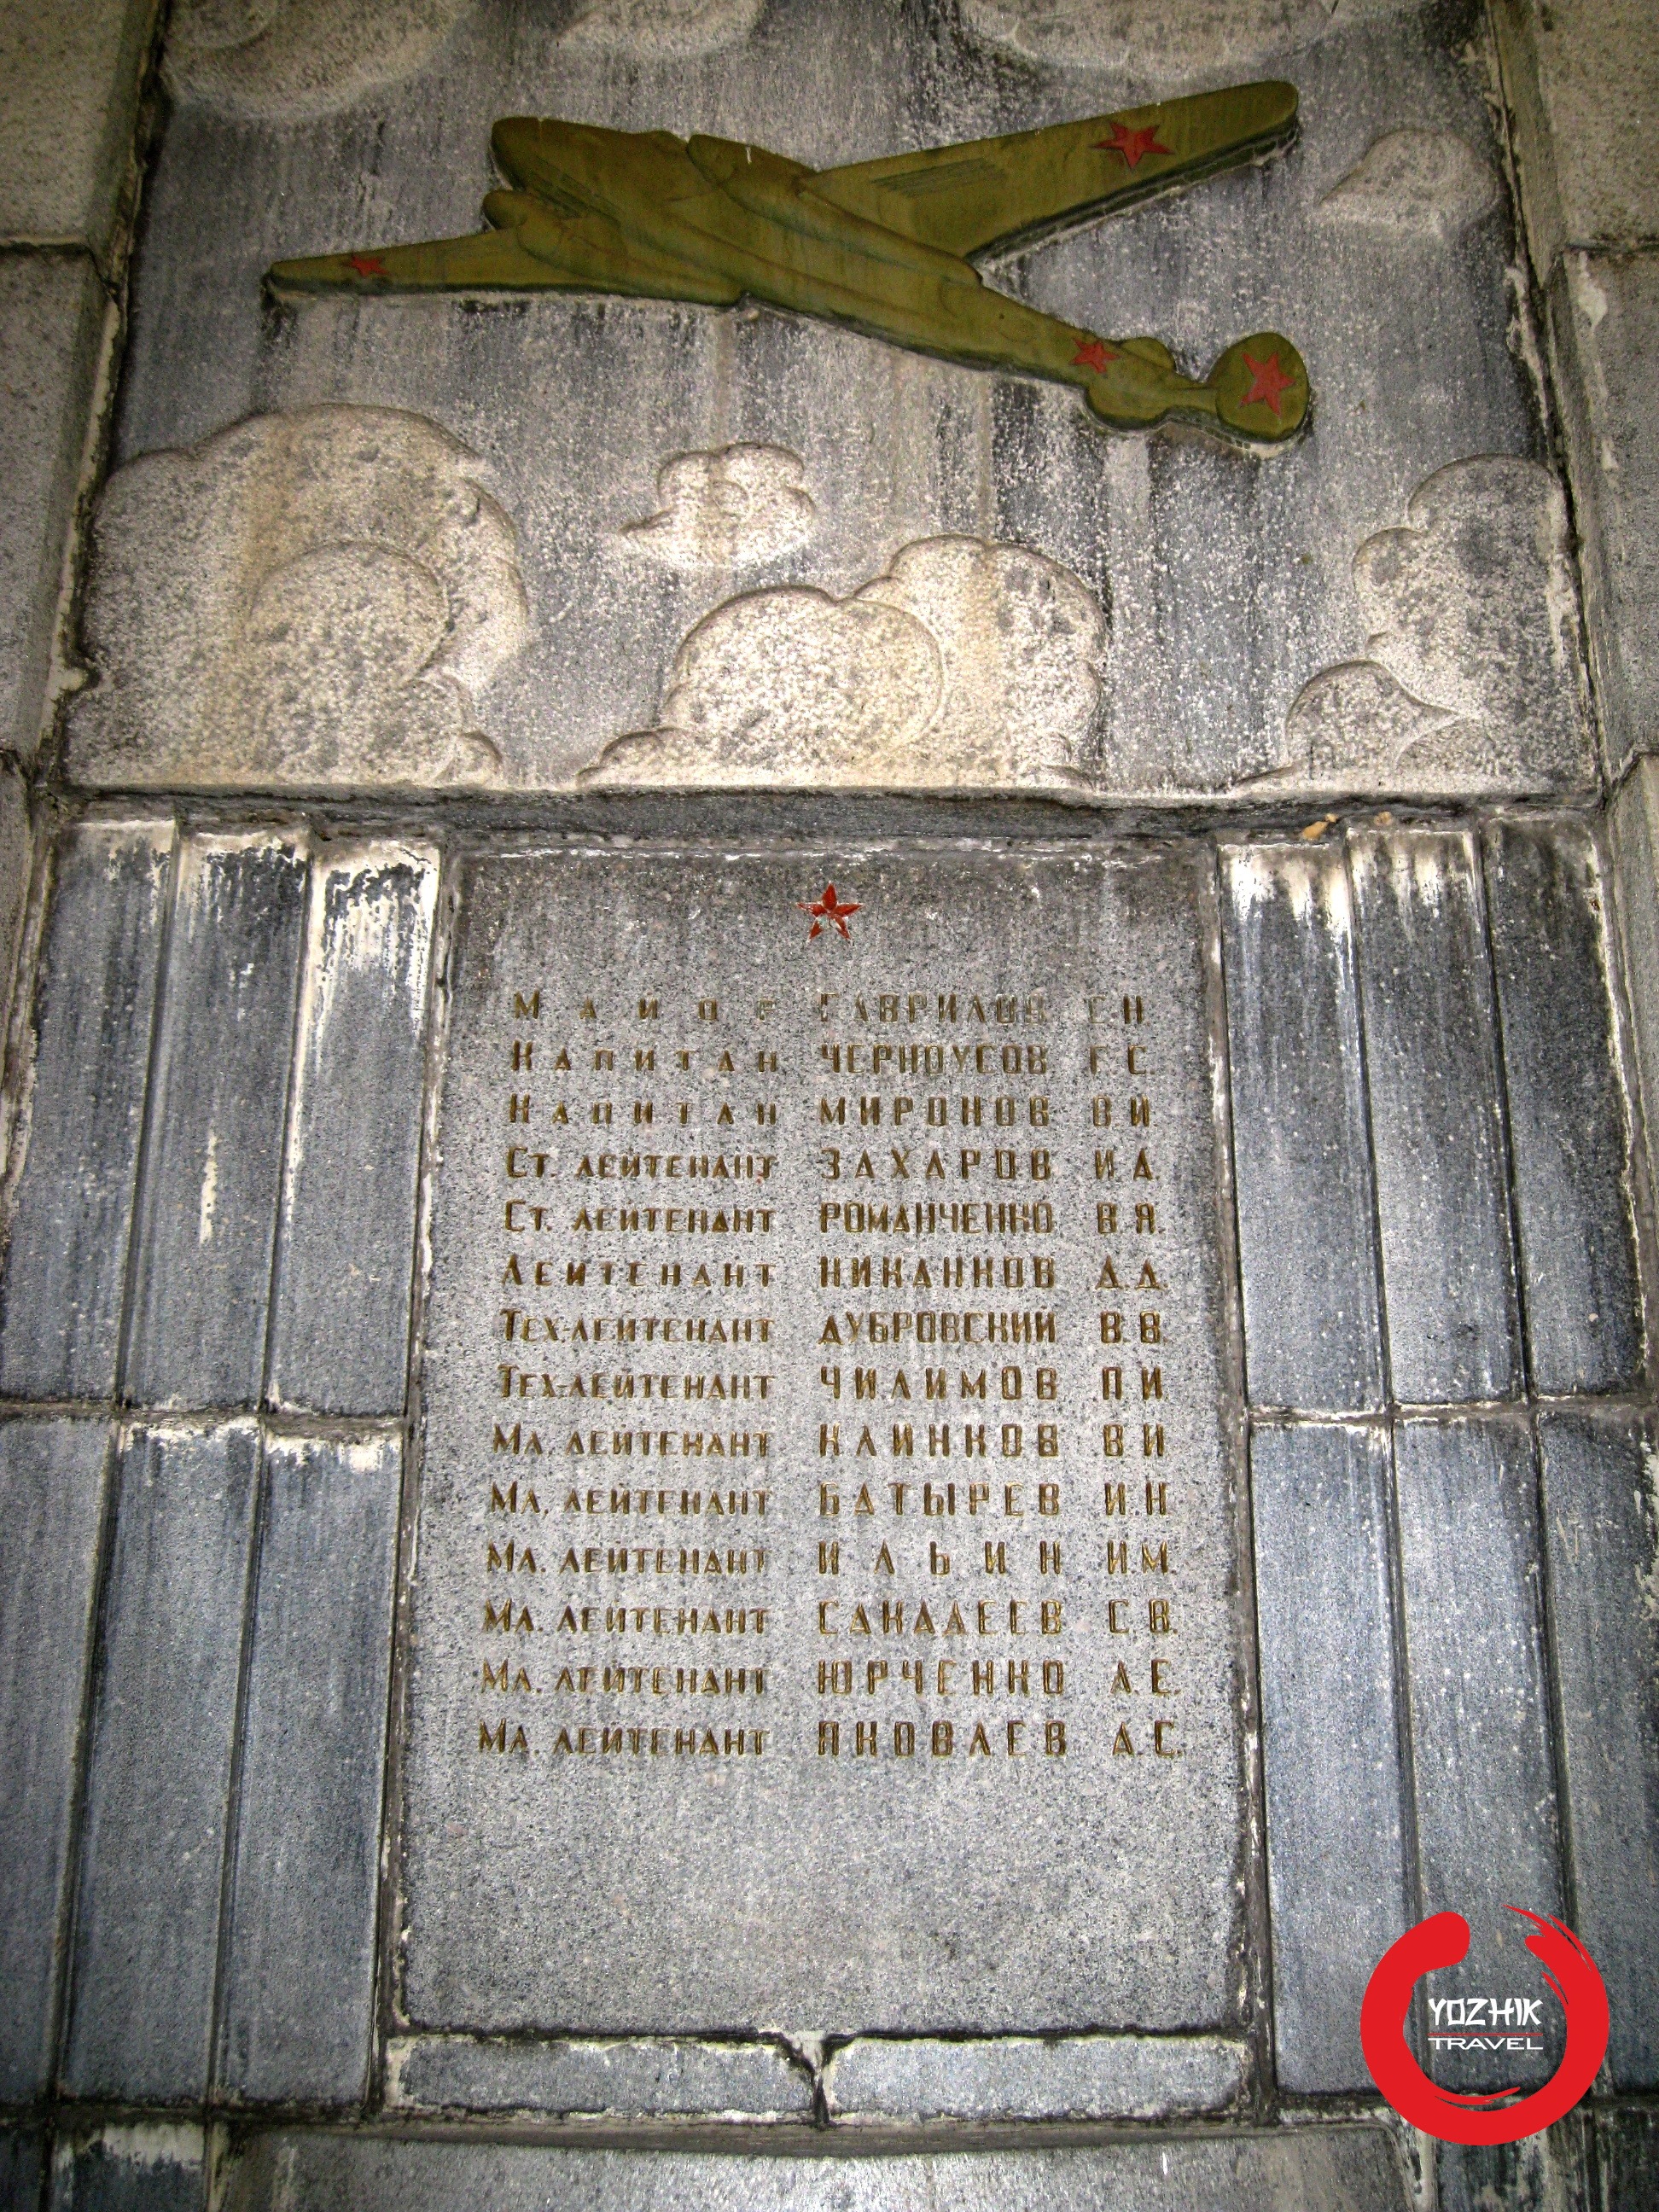 Майор ГАВРИЛОВ С.Н.
Капитан ЧЕРНОУСОВ Г.С.
Капитан МИРОНОВ В.И.
Ст. лейтенант ЗАХАРОВ И.А.
Ст. лейтенант РОМАНЧЕНКО В.Я.
Лейтенант НИКАНКОВ Д.Д.
Тех-лейтенант ДУБРОВСКИЙ В.В.
Тех-лейтенант ЧИЛИМОВ П.И.
Мл. лейтенант КЛИНКОВ В.И.
Мл. лейтенант БАТЫРЕВ И.Н.
Мл. лейтенант ИЛЬИН И.М.
Мл. лейтенант САКАДЕЕВ С.В.
Мл. лейтенант ЮРЧЕНКО А.Е.
Мл. лейтенант ЯКОВЛЕВ А.С.
YOZHIK
TRAVEL